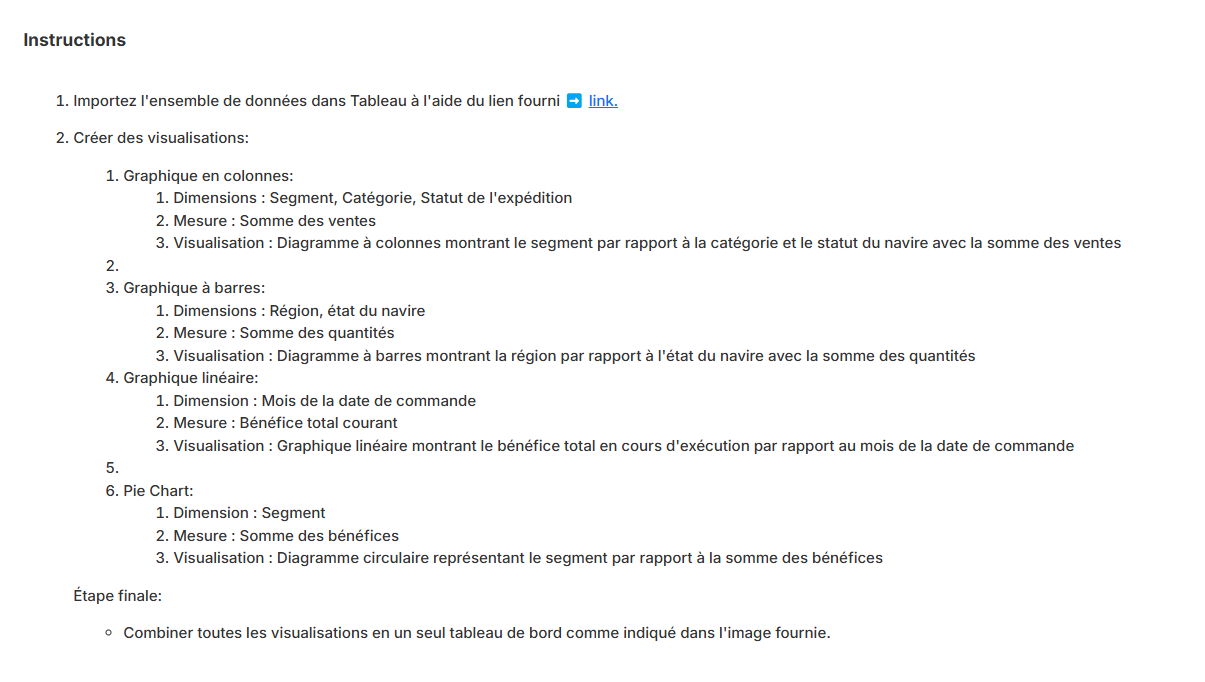 Instructions
1. Importez l'ensemble de données dans Tableau à l'aide du lien fourni ➡ link.
2. Créer des visualisations:
1. Graphique en colonnes:
1. Dimensions : Segment, Catégorie, Statut de l'expédition
2. Mesure : Somme des ventes
3. Visualisation : Diagramme à colonnes montrant le segment par rapport à la catégorie et le statut du navire avec la somme des ventes
2.
3. Graphique à barres:
1. Dimensions : Région, état du navire
2. Mesure : Somme des quantités
3. Visualisation : Diagramme à barres montrant la région par rapport à l'état du navire avec la somme des quantités
4. Graphique linéaire:
1. Dimension : Mois de la date de commande
2. Mesure : Bénéfice total courant
3. Visualisation : Graphique linéaire montrant le bénéfice total en cours d'exécution par rapport au mois de la date de commande
5.
6. Pie Chart:
1. Dimension : Segment
2. Mesure : Somme des bénéfices
3. Visualisation : Diagramme circulaire représentant le segment par rapport à la somme des bénéfices
Étape finale:
Combiner toutes les visualisations en un seul tableau de bord comme indiqué dans l'image fournie.